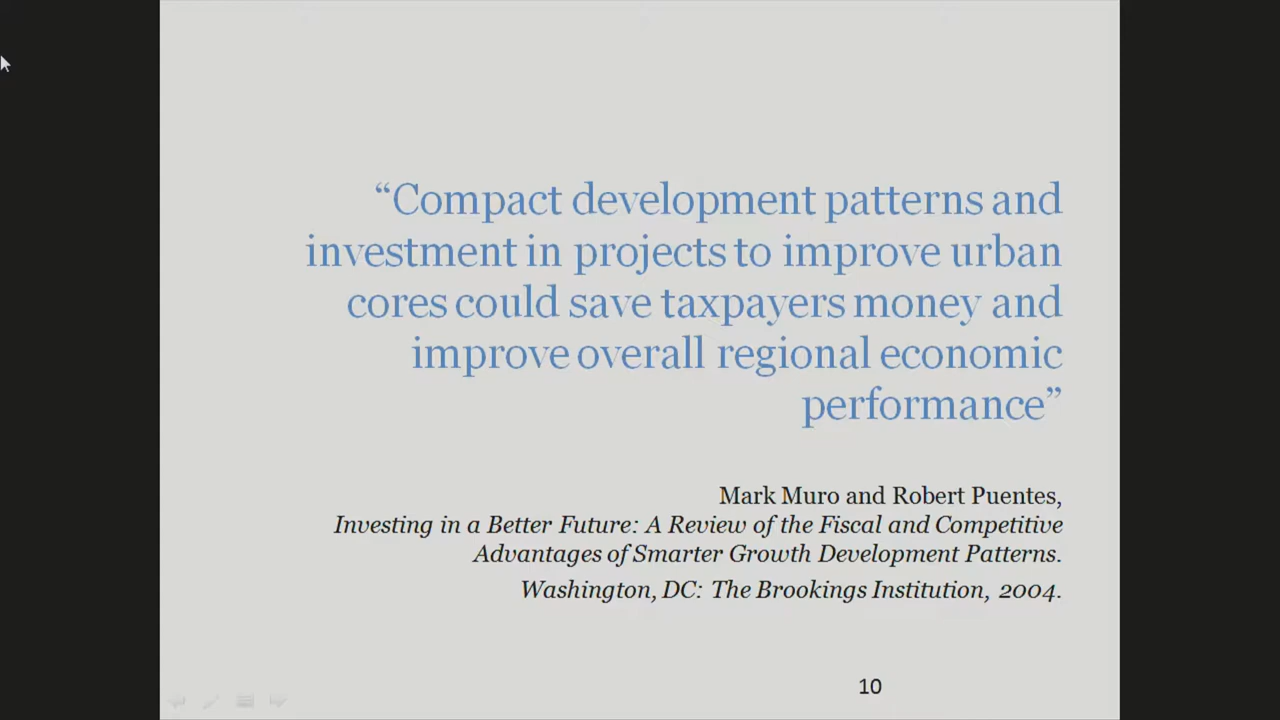 “Compact development patterns and
investment in projects to improve urban
cores could save taxpayers money and
improve overall regional economic
performance”
Mark Muro and Robert Puentes,
Investing in a Better Future: A Review of the Fiscal and Competitive
Advantages of Smarter Growth Development Patterns.
Washington, DC: The Brookings Institution, 2004.
10